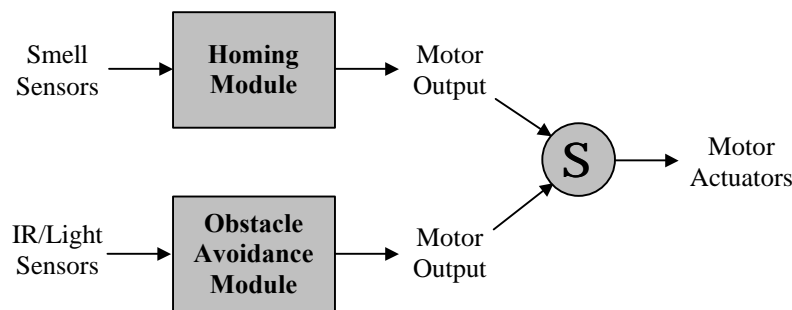 Smell
Sensors
Homing
Module
Motor
Output
IR/Light
Sensors
Obstacle
Avoidance
Module
Motor
Output
S
Motor
Actuators